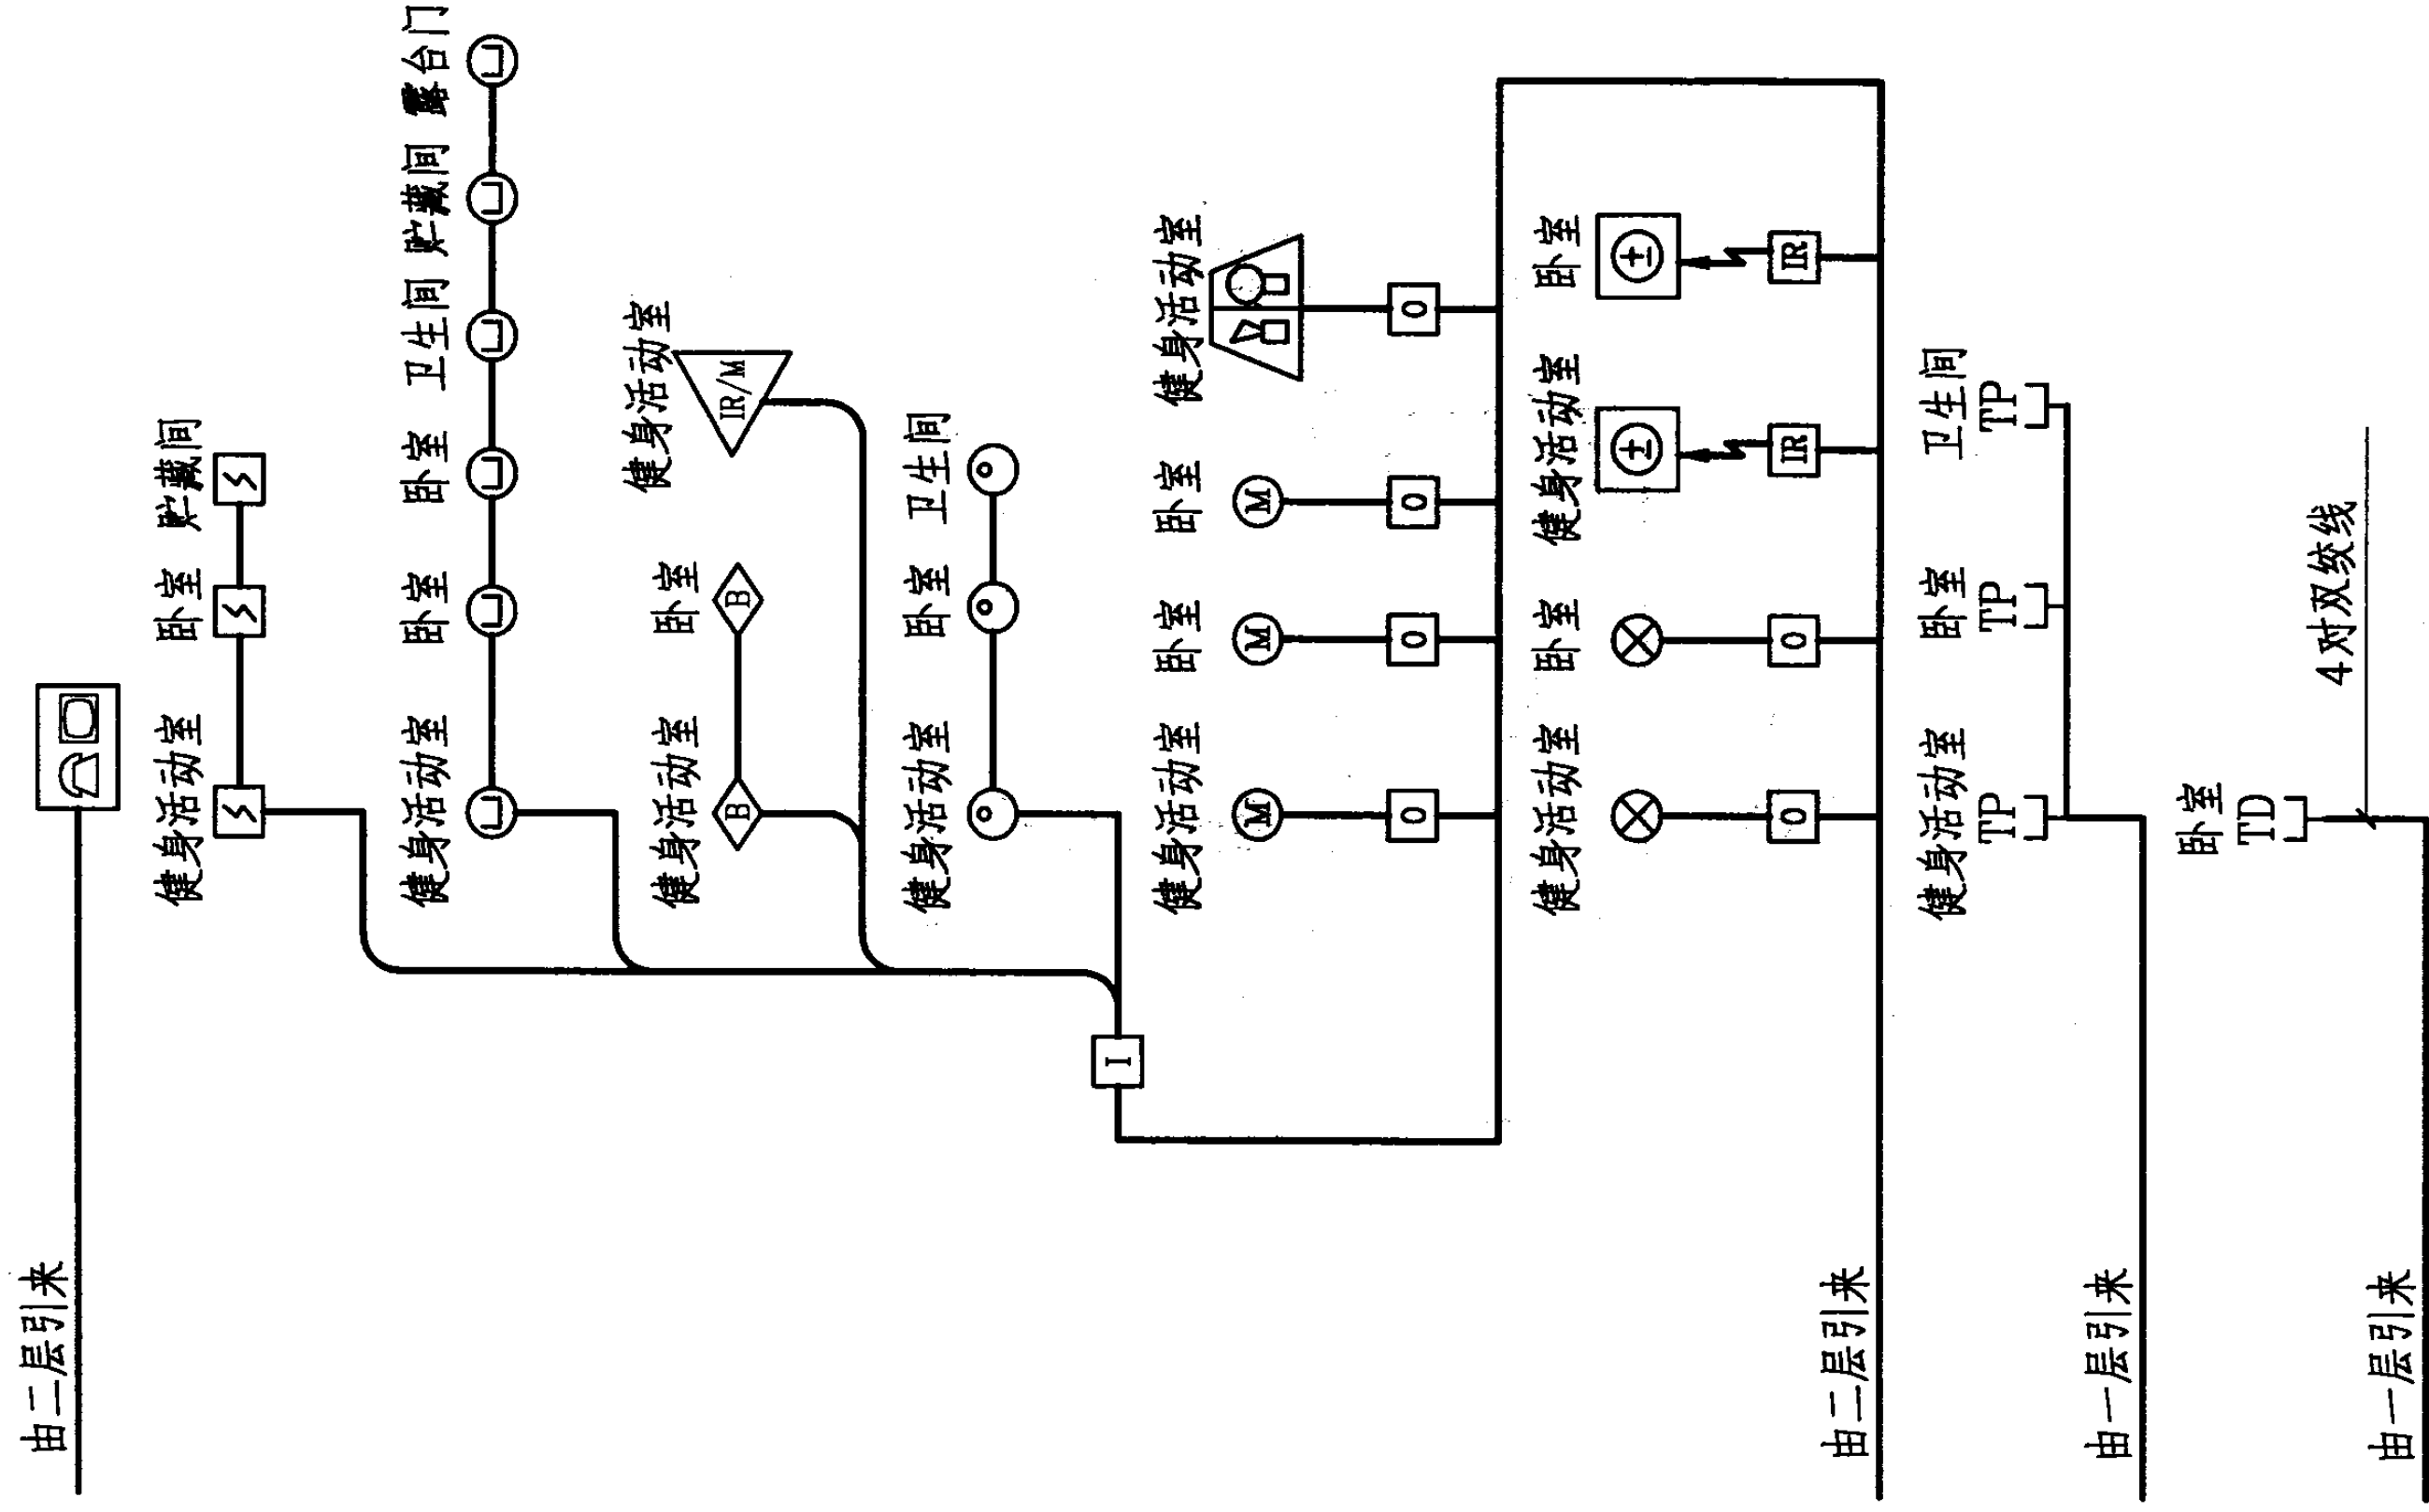 由二层引来
健身活动室 卧室 贮藏间
健身活动室 卧室 卧室 卫生间 贮藏间 露台门
健身活动室 卧室 健身活动室
B B IR/M
健身活动室 卧室 卫生间
I
健身活动室 卧室 卧室 健身活动室
M M M
O O O O
健身活动室 卧室 健身活动室 卧室
± ±
O O IR IR
由二层引来
健身活动室 卧室 卫生间
TP TP TP
由一层引来
卧室
TD
4对双绞线
由一层引来